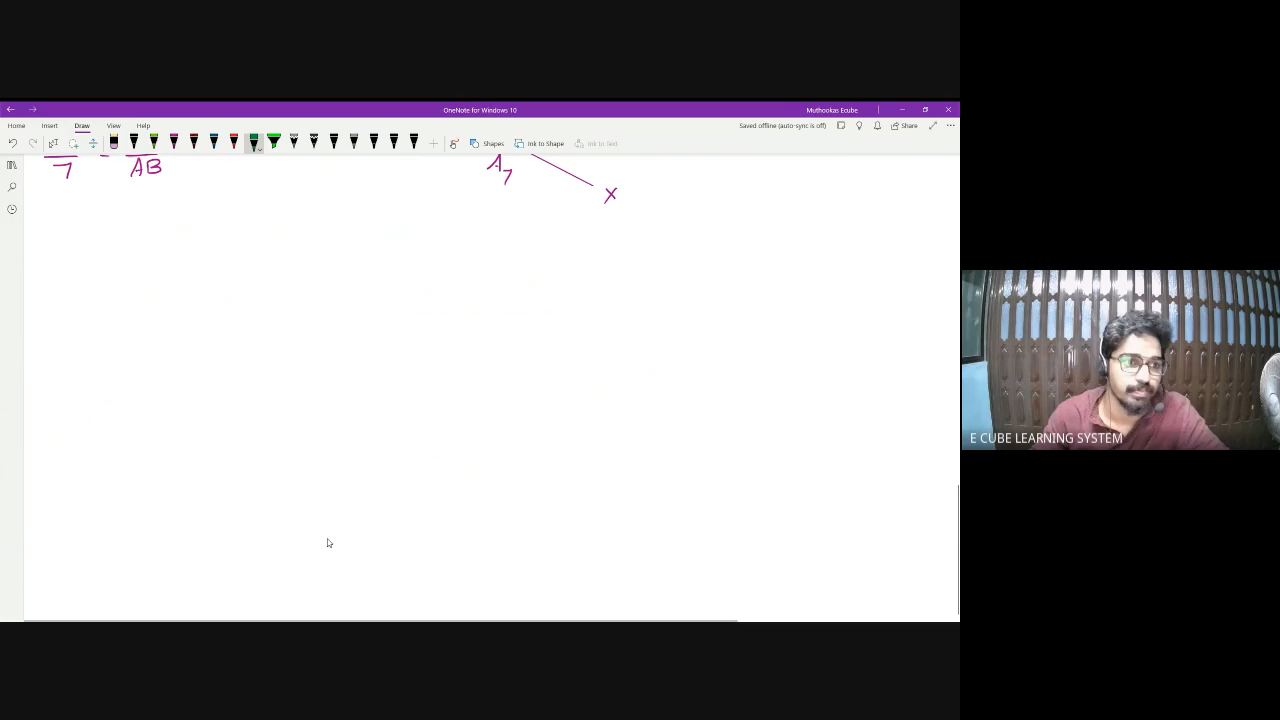 OneNote for Windows 10
Muthookas Ecube
Home Insert Draw View Help
Saved offline (auto-sync is off)
Share
Shapes
Ink to Shape
Ink to Text
7 = AB
A7
X
E CUBE LEARNING SYSTEM